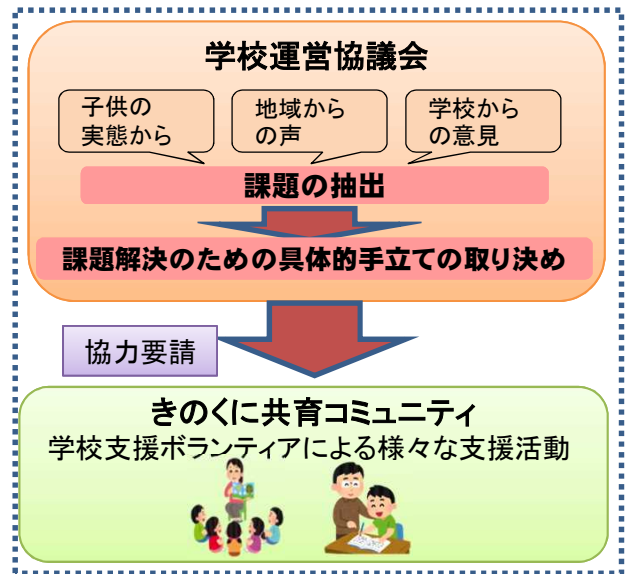 学校運営協議会
子供の
実態から
地域から
の声
学校から
の意見
課題の抽出
課題解決のための具体的手立ての取り決め
協力要請
きのくに共育コミュニティ
学校支援ボランティアによる様々な支援活動